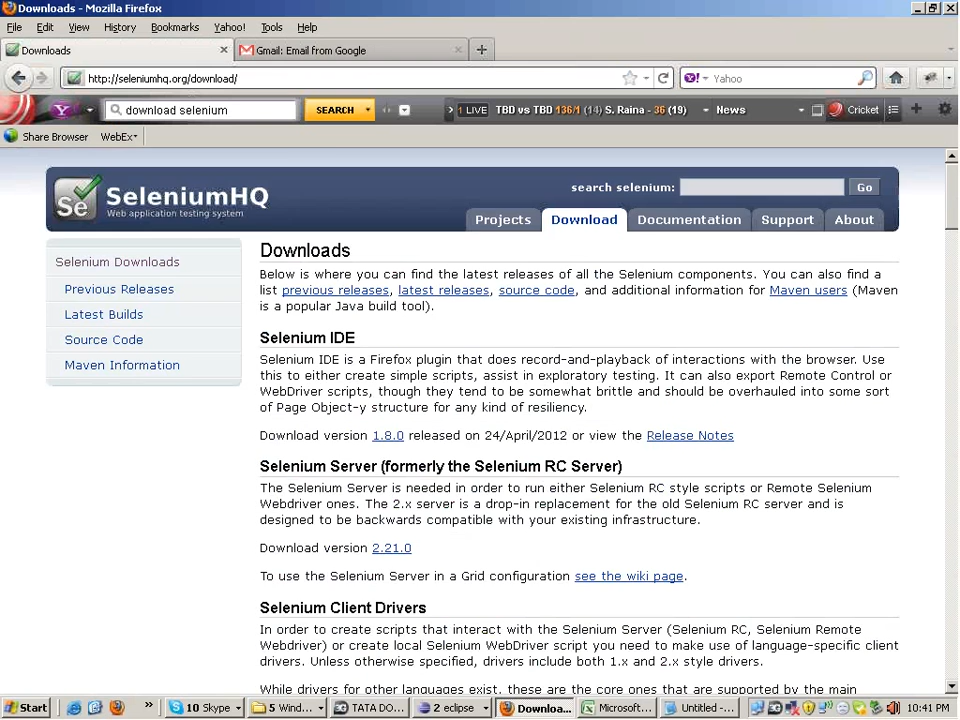 Downloads - Mozilla Firefox
File Edit View History Bookmarks Yahoo! Tools Help
Downloads
Gmail: Email from Google
http://seleniumhq.org/download/
Yahoo
download selenium
SEARCH
1 LIVE TBD vs TBD 136/1 (14) S. Raina - 36 (19)
News
Cricket
Share Browser WebEx
Se
SeleniumHQ
Web application testing system
search selenium:
Go
Projects Download Documentation Support About
Selenium Downloads
Previous Releases
Latest Builds
Source Code
Maven Information
Downloads
Below is where you can find the latest releases of all the Selenium components. You can also find a
list previous releases, latest releases, source code, and additional information for Maven users (Maven
is a popular Java build tool).
Selenium IDE
Selenium IDE is a Firefox plugin that does record-and-playback of interactions with the browser. Use
this to either create simple scripts, assist in exploratory testing. It can also export Remote Control or
WebDriver scripts, though they tend to be somewhat brittle and should be overhauled into some sort
of Page Object-y structure for any kind of resiliency.
Download version 1.8.0 released on 24/April/2012 or view the Release Notes
Selenium Server (formerly the Selenium RC Server)
The Selenium Server is needed in order to run either Selenium RC style scripts or Remote Selenium
Webdriver ones. The 2.x server is a drop-in replacement for the old Selenium RC server and is
designed to be backwards compatible with your existing infrastructure.
Download version 2.21.0
To use the Selenium Server in a Grid configuration see the wiki page.
Selenium Client Drivers
In order to create scripts that interact with the Selenium Server (Selenium RC, Selenium Remote
Webdriver) or create local Selenium WebDriver script you need to make use of language-specific client
drivers. Unless otherwise specified, drivers include both 1.x and 2.x style drivers.
While drivers for other languages exist, these are the core ones that are supported by the main
Start
10 Skype
5 Wind...
TATA DO...
2 eclipse
Downloa...
Microsoft...
Untitled -...
10:41 PM